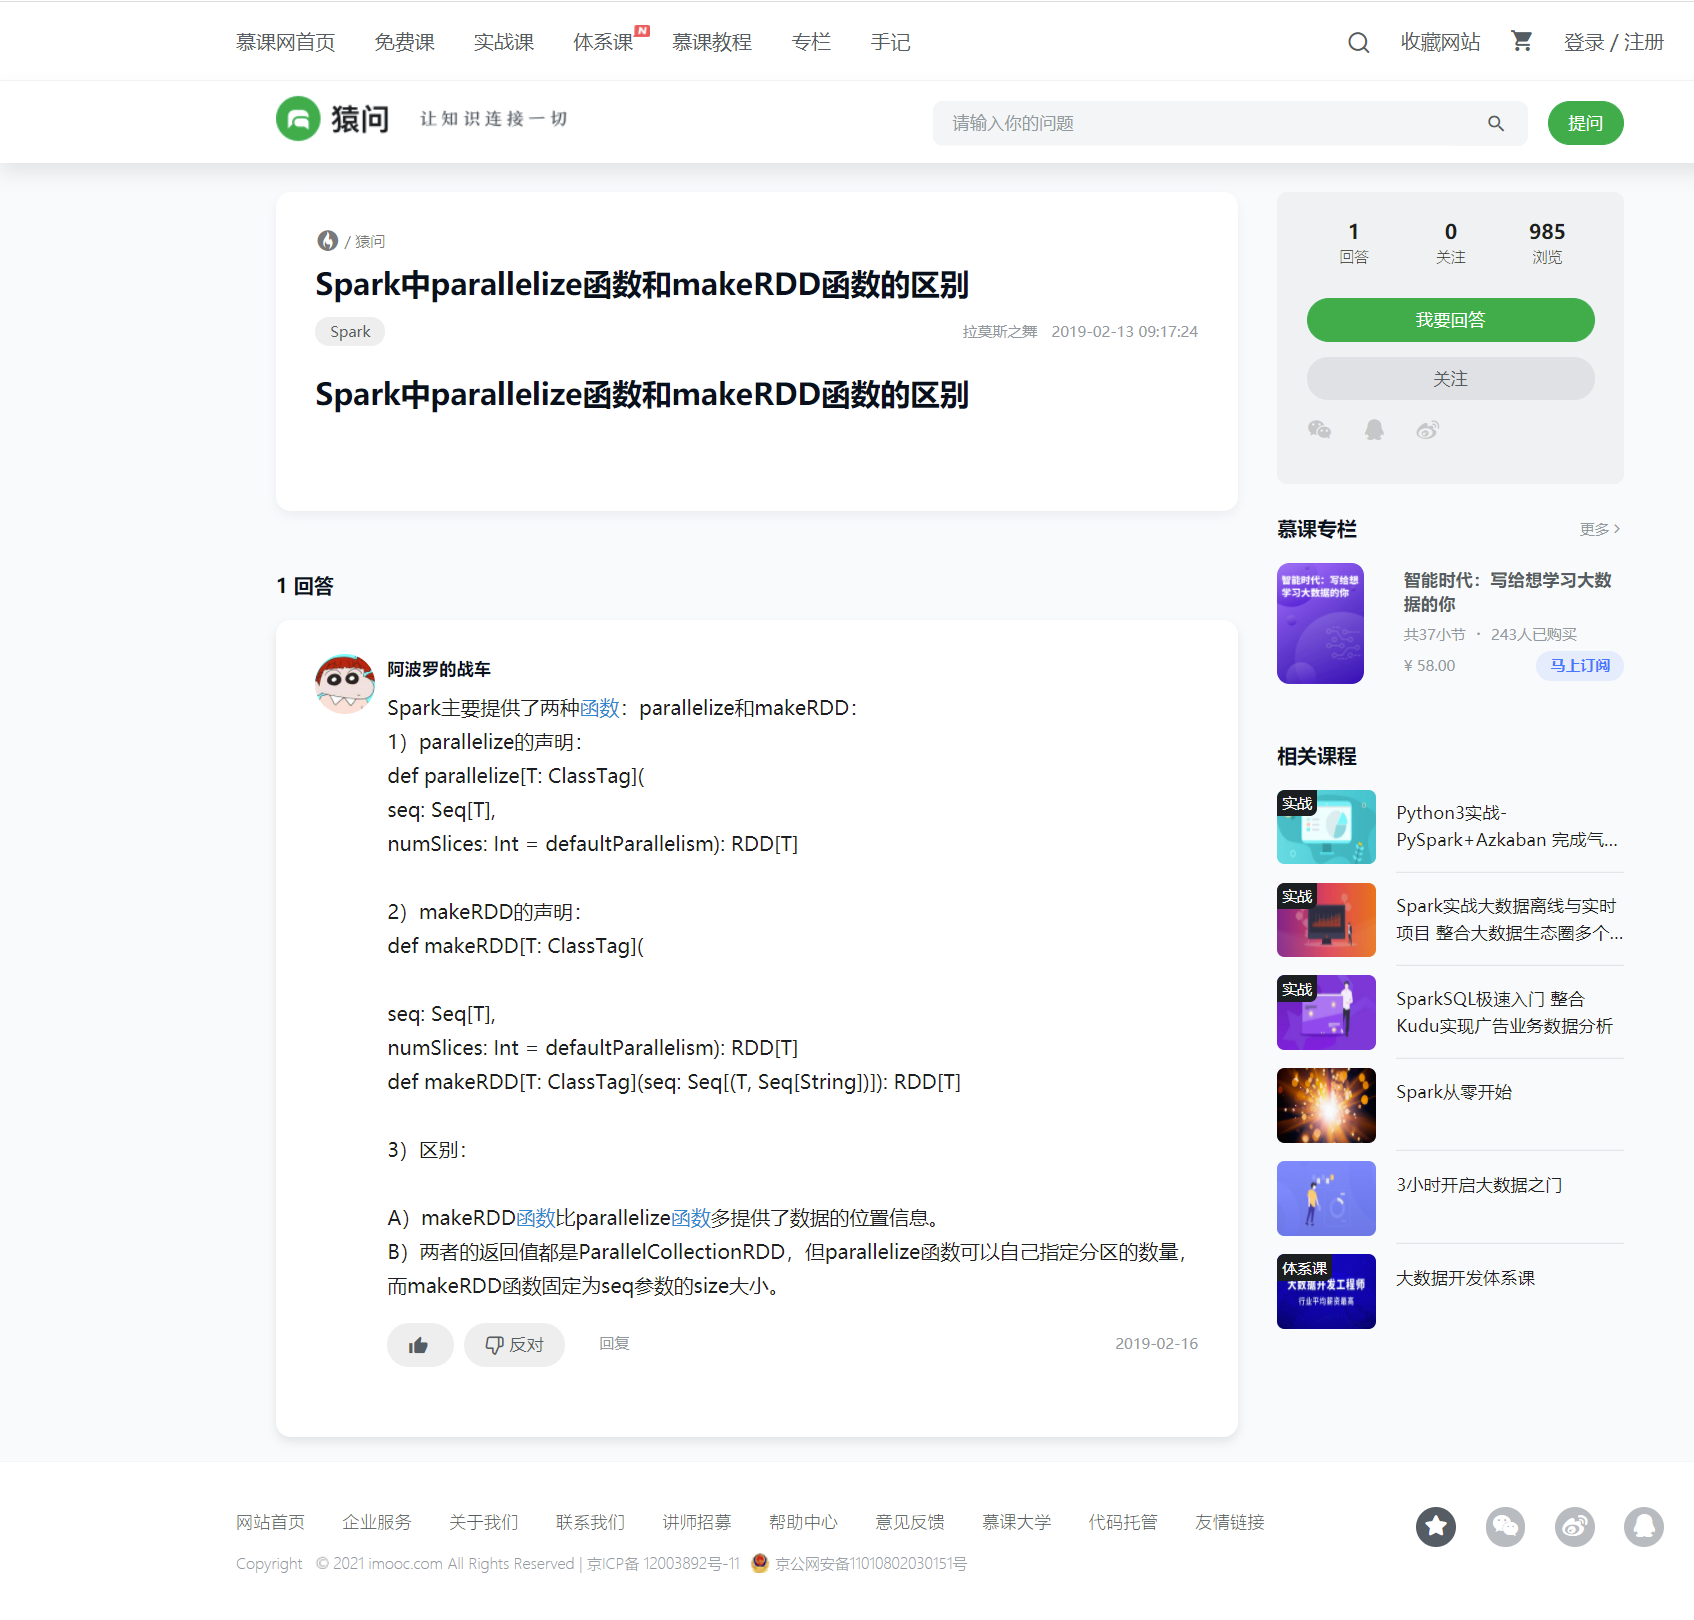 慕课网首页 免费课 实战课 体系课 N 慕课教程 专栏 手记 收藏网站 登录 / 注册
猿问 让知识连接一切 请输入你的问题 提问
/ 猿问
Spark中parallelize函数和makeRDD函数的区别
Spark 拉莫斯之舞 2019-02-13 09:17:24
Spark中parallelize函数和makeRDD函数的区别
1 回答
阿波罗的战车
Spark主要提供了两种函数：parallelize和makeRDD：
1）parallelize的声明：
def parallelize[T: ClassTag](
seq: Seq[T],
numSlices: Int = defaultParallelism): RDD[T]
2）makeRDD的声明：
def makeRDD[T: ClassTag](
seq: Seq[T],
numSlices: Int = defaultParallelism): RDD[T]
def makeRDD[T: ClassTag](seq: Seq[(T, Seq[String])]): RDD[T]
3）区别：
A）makeRDD函数比parallelize函数多提供了数据的位置信息。
B）两者的返回值都是ParallelCollectionRDD，但parallelize函数可以自己指定分区的数量，
而makeRDD函数固定为seq参数的size大小。
反对 回复 2019-02-16
1 0 985
回答 关注 浏览
我要回答
关注
慕课专栏 更多
智能时代：写给想
学习大数据的你
智能时代：写给想学习大数
据的你
共37小节 · 243人已购买
¥ 58.00 马上订阅
相关课程
实战
Python3实战-
PySpark+Azkaban 完成气...
实战
Spark实战大数据离线与实时
项目 整合大数据生态圈多个...
实战
SparkSQL极速入门 整合
Kudu实现广告业务数据分析
Spark从零开始
3小时开启大数据之门
体系课
大数据开发工程师
行业平均薪资最高
大数据开发体系课
网站首页 企业服务 关于我们 联系我们 讲师招募 帮助中心 意见反馈 慕课大学 代码托管 友情链接
Copyright © 2021 imooc.com All Rights Reserved | 京ICP备 12003892号-11 京公网安备11010802030151号